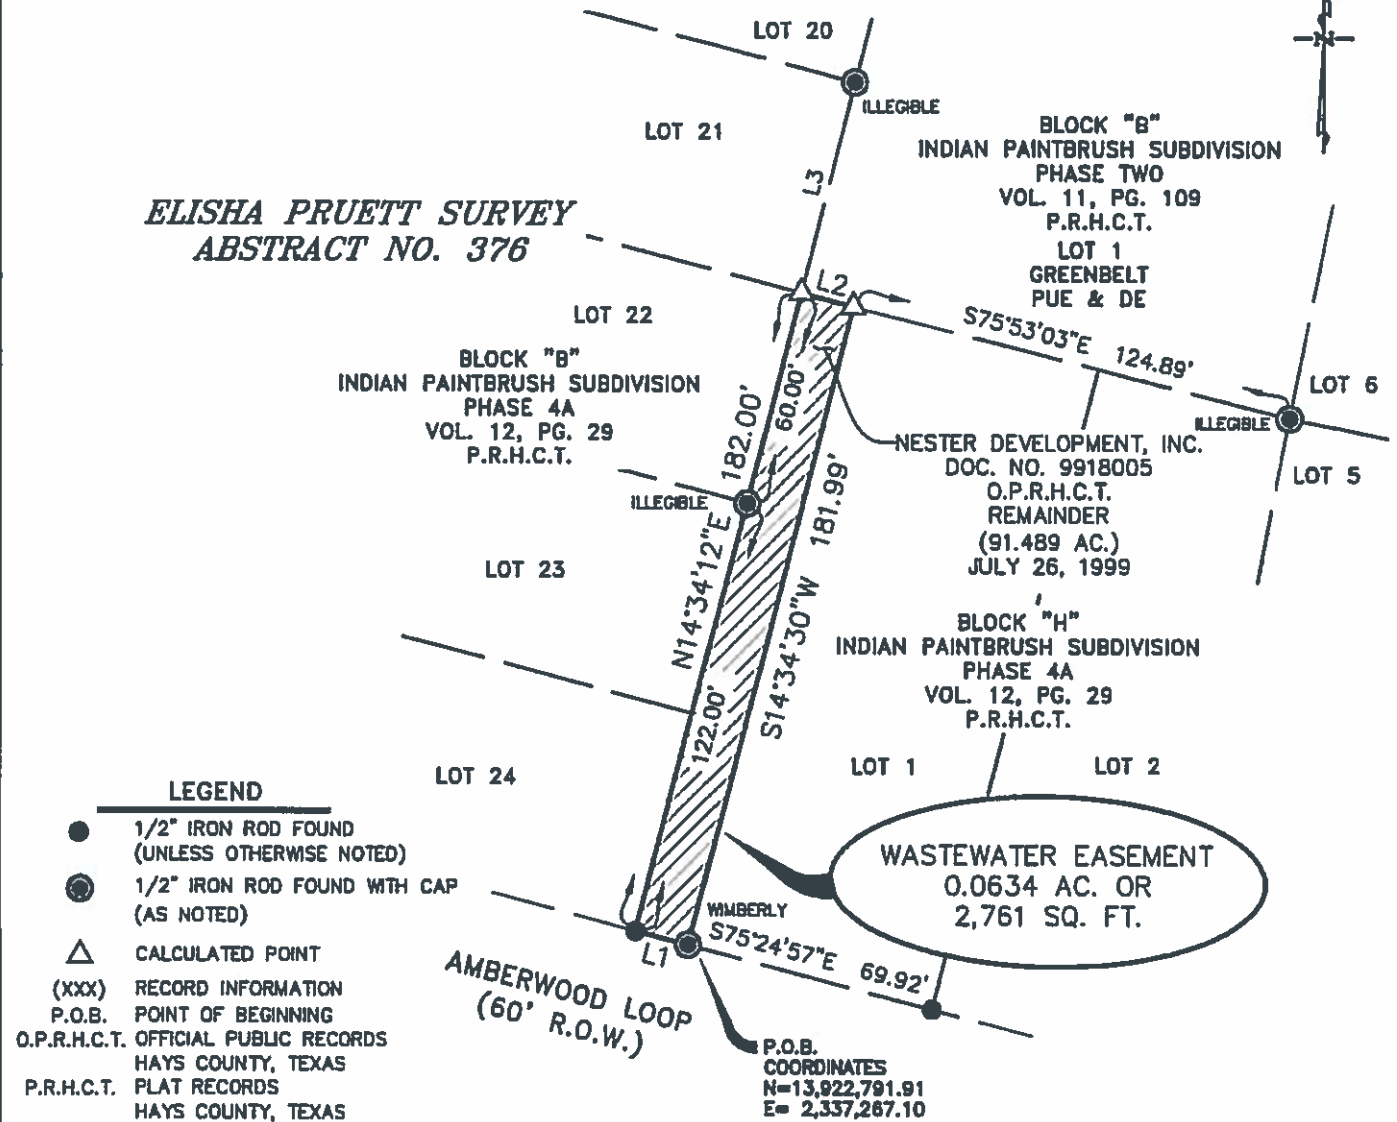 LOT 20
N
ILLEGIBLE
LOT 21
BLOCK "B"
INDIAN PAINTBRUSH SUBDIVISION
PHASE TWO
VOL. 11, PG. 109
P.R.H.C.T.
LOT 1
GREENBELT
PUE & DE
L3
ELISHA PRUETT SURVEY
ABSTRACT NO. 376
L2
LOT 22
S75°53'03"E 124.89'
BLOCK "B"
INDIAN PAINTBRUSH SUBDIVISION
PHASE 4A
VOL. 12, PG. 29
P.R.H.C.T.
60.00'
182.00'
LOT 6
ILLEGIBLE
LOT 5
NESTER DEVELOPMENT, INC.
DOC. NO. 9918005
O.P.R.H.C.T.
REMAINDER
(91.489 AC.)
JULY 26, 1999
ILLEGIBLE
181.99'
N14°34'12"E
LOT 23
S14°34'30"W
BLOCK "H"
INDIAN PAINTBRUSH SUBDIVISION
PHASE 4A
VOL. 12, PG. 29
P.R.H.C.T.
122.00'
LOT 24
LOT 1
LOT 2
WASTEWATER EASEMENT
0.0634 AC. OR
2,761 SQ. FT.
WIMBERLY
S75°24'57"E 69.92'
L1
AMBERWOOD LOOP
(60' R.O.W.)
P.O.B.
COORDINATES
N=13,922,791.91
E= 2,337,267.10
LEGEND
1/2" IRON ROD FOUND
(UNLESS OTHERWISE NOTED)
1/2" IRON ROD FOUND WITH CAP
(AS NOTED)
CALCULATED POINT
(XXX) RECORD INFORMATION
P.O.B. POINT OF BEGINNING
O.P.R.H.C.T. OFFICIAL PUBLIC RECORDS
HAYS COUNTY, TEXAS
P.R.H.C.T. PLAT RECORDS
HAYS COUNTY, TEXAS